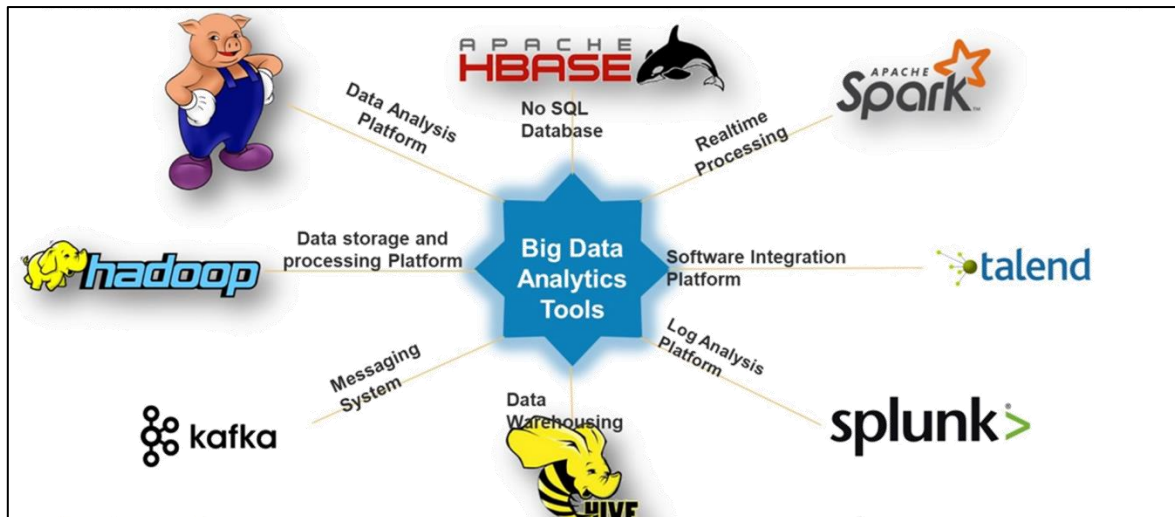 APACHE
HBASE
APACHE
Spark™
Data Analysis
Platform
No SQL
Database
Realtime
Processing
hadoop
Data storage and
processing Platform
Big Data
Analytics
Tools
Software Integration
Platform
talend
Messaging
System
Log Analysis
Platform
kafka
Data
Warehousing
splunk>
HIVE